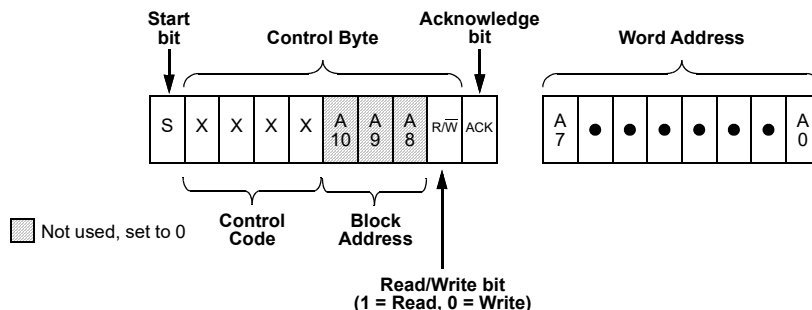 Start
bit
Control Byte
Acknowledge
bit
Word Address
S X X X X A 10 A 9 A 8 R/W̅ ACK A 7 ● ● ● ● ● ● A 0
Control
Code
Block
Address
Not used, set to 0
Read/Write bit
(1 = Read, 0 = Write)